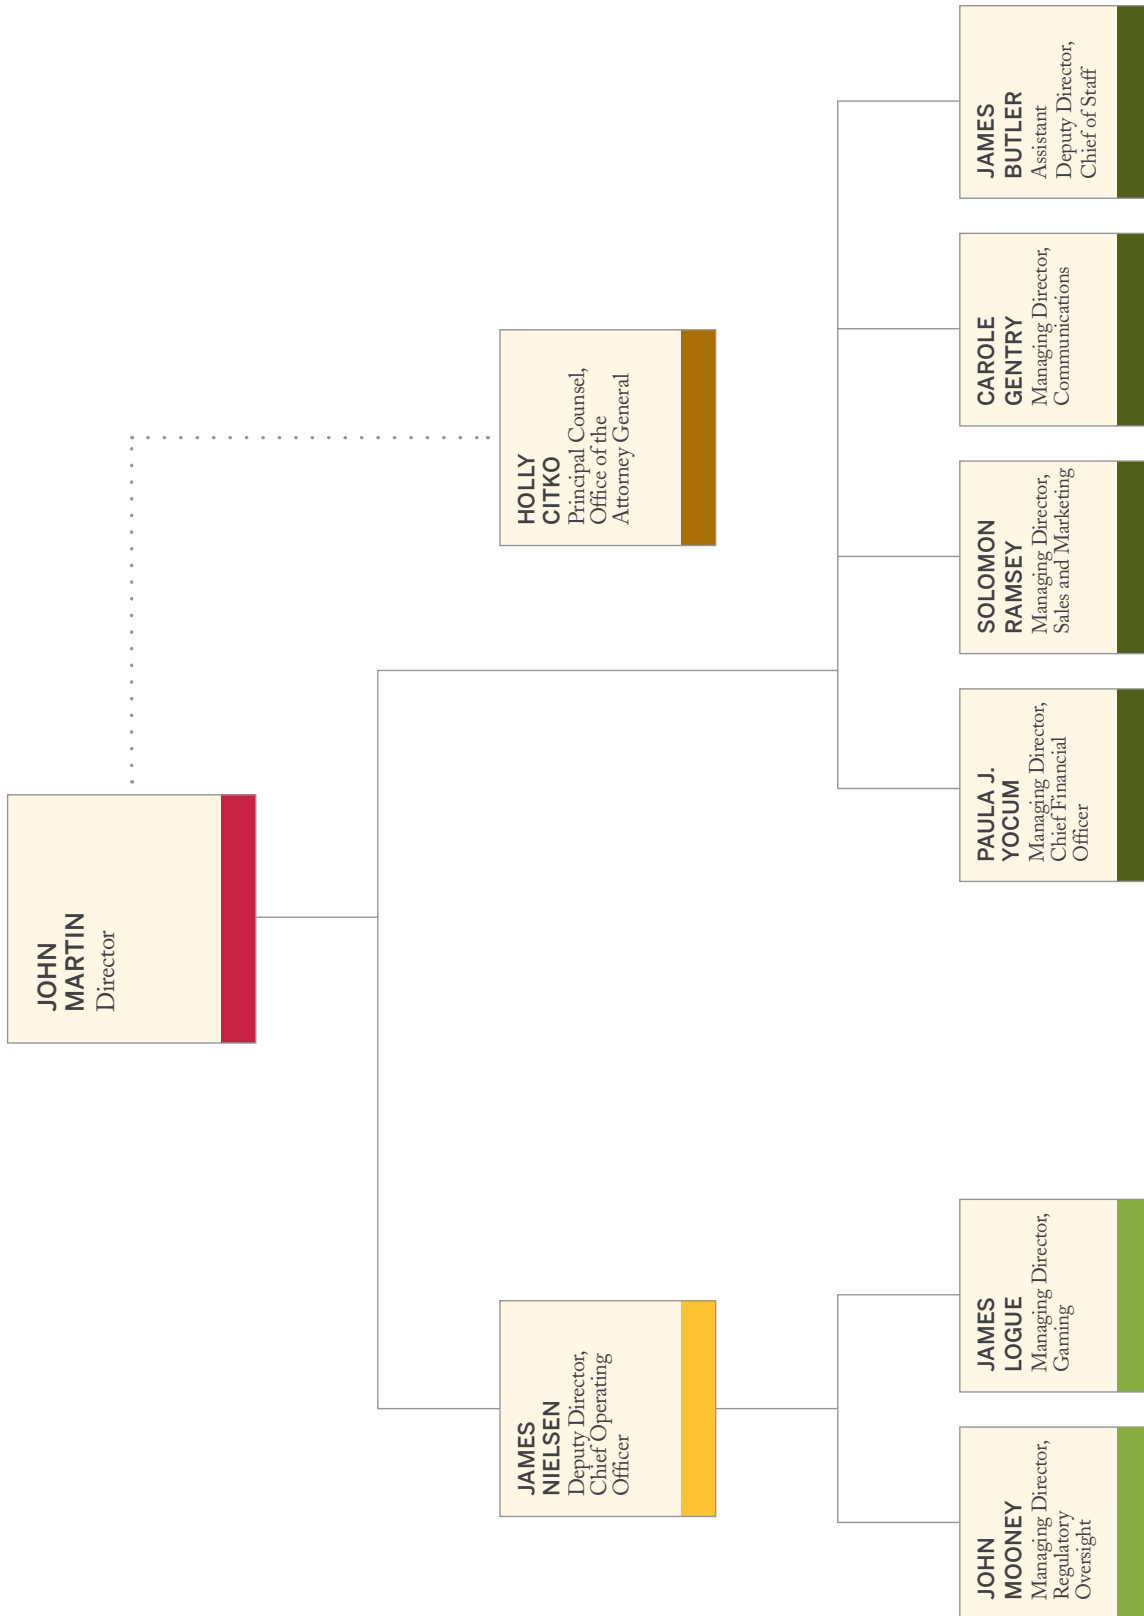 JOHN
MARTIN
Director
JAMES
NIELSEN
Deputy Director,
Chief Operating
Officer
HOLLY
CITKO
Principal Counsel,
Office of the
Attorney General
JOHN
MOONEY
Managing Director,
Regulatory
Oversight
JAMES
LOGUE
Managing Director,
Gaming
PAULA J.
YOCUM
Managing Director,
Chief Financial
Officer
SOLOMON
RAMSEY
Managing Director,
Sales and Marketing
CAROLE
GENTRY
Managing Director,
Communications
JAMES
BUTLER
Assistant
Deputy Director,
Chief of Staff